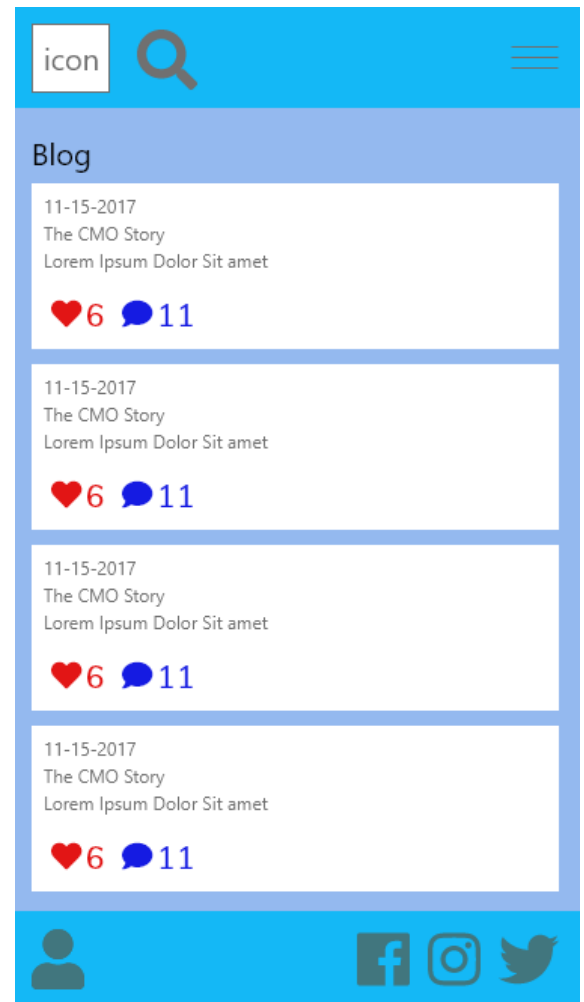 icon
Blog
11-15-2017
The CMO Story
Lorem Ipsum Dolor Sit amet
6 11
11-15-2017
The CMO Story
Lorem Ipsum Dolor Sit amet
6 11
11-15-2017
The CMO Story
Lorem Ipsum Dolor Sit amet
6 11
11-15-2017
The CMO Story
Lorem Ipsum Dolor Sit amet
6 11